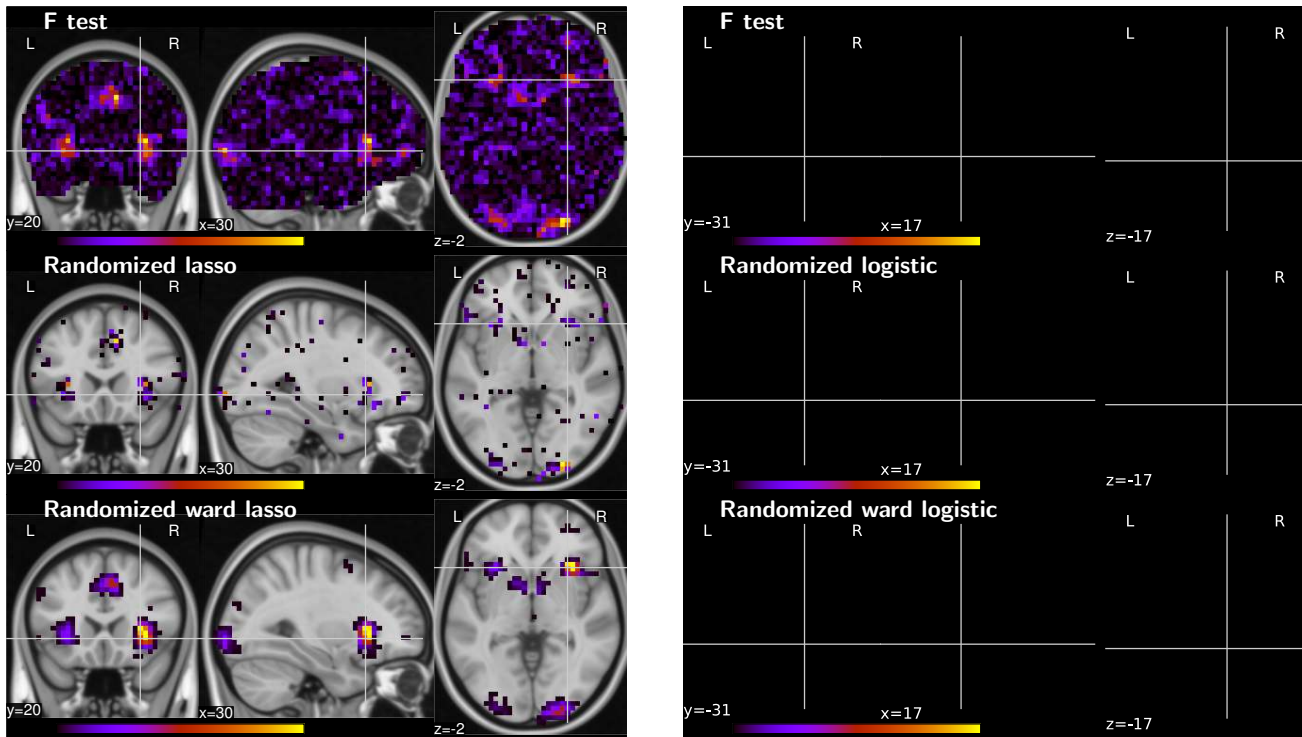 F test
L R L R
y=20 x=30 z=-2
Randomized lasso
L R L R
y=20 x=30 z=-2
Randomized ward lasso
L R L R
y=20 x=30 z=-2
F test
L R L R
y=-31 x=17 z=-17
Randomized logistic
L R L R
y=-31 x=17 z=-17
Randomized ward logistic
L R L R
y=-31 x=17 z=-17